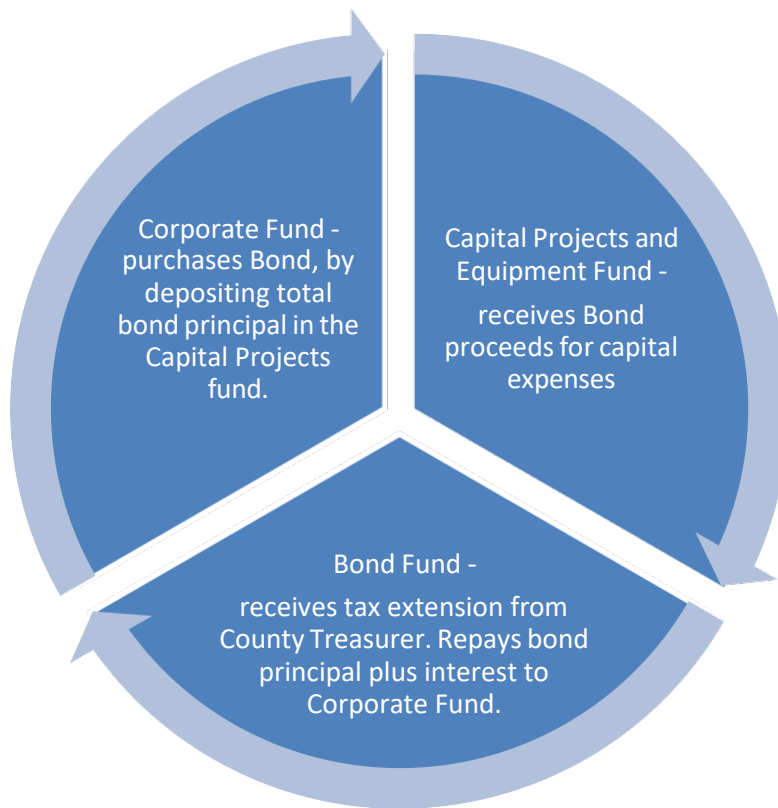 Corporate Fund -
purchases Bond, by
depositing total
bond principal in the
Capital Projects
fund.
Capital Projects and
Equipment Fund -
receives Bond
proceeds for capital
expenses
Bond Fund -
receives tax extension from
County Treasurer. Repays bond
principal plus interest to
Corporate Fund.